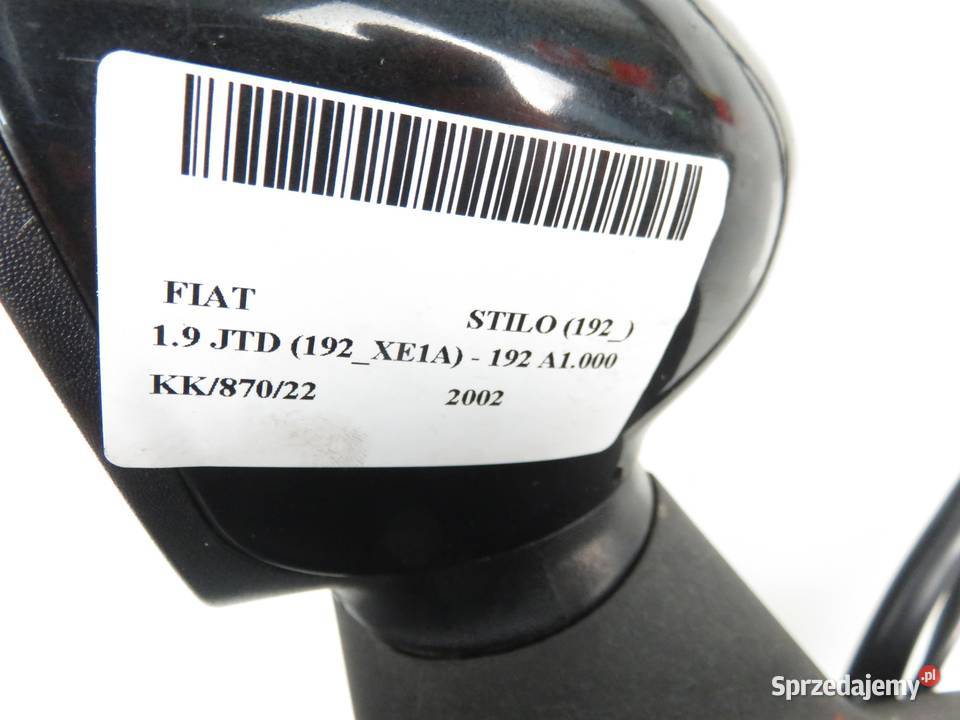 FIAT STILO (192_)
1.9 JTD (192_XE1A) - 192 A1.000
KK/870/22 2002
Sprzedajemy.pl